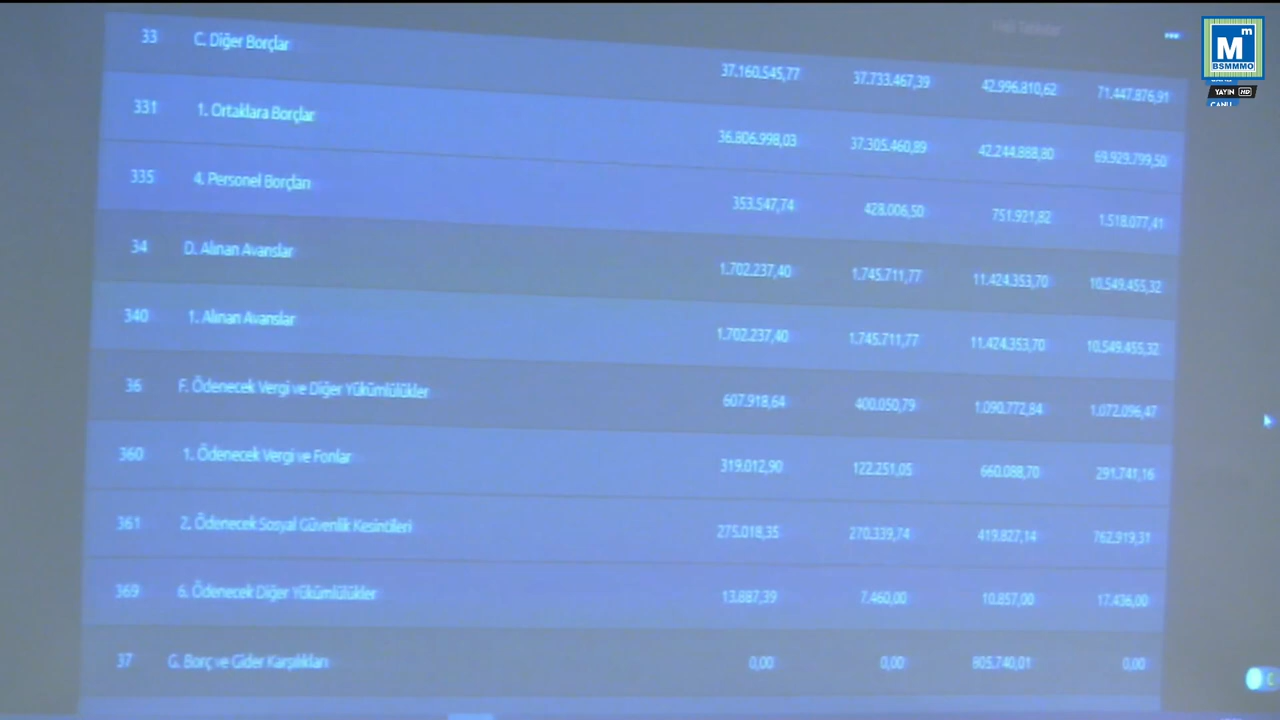 Mali Tablolar
33 C. Diğer Borçlar 37.160.545,77 37.733.467,39 42.996.810,62 71.447.876,91
331 1. Ortaklara Borçlar 36.806.998,03 37.305.460,89 42.244.888,80 69.929.799,50
335 4. Personel Borçları 353.547,74 428.006,50 751.921,82 1.518.077,41
34 D. Alınan Avanslar 1.702.237,40 1.745.711,77 11.424.353,70 10.549.455,32
340 1. Alınan Avanslar 1.702.237,40 1.745.711,77 11.424.353,70 10.549.455,32
36 F. Ödenecek Vergi ve Diğer Yükümlülükler 607.918,64 400.050,79 1.090.772,84 1.072.096,47
360 1. Ödenecek Vergi ve Fonlar 319.012,90 122.251,05 660.088,70 291.741,16
361 2. Ödenecek Sosyal Güvenlik Kesintileri 275.018,35 270.339,74 419.827,14 762.919,31
369 6. Ödenecek Diğer Yükümlülükler 13.887,39 7.460,00 10.857,00 17.436,00
37 G. Borç ve Gider Karşılıkları 0,00 0,00 805.740,01 0,00
Mm
BSMMMO
YAYIN HD
CANLI